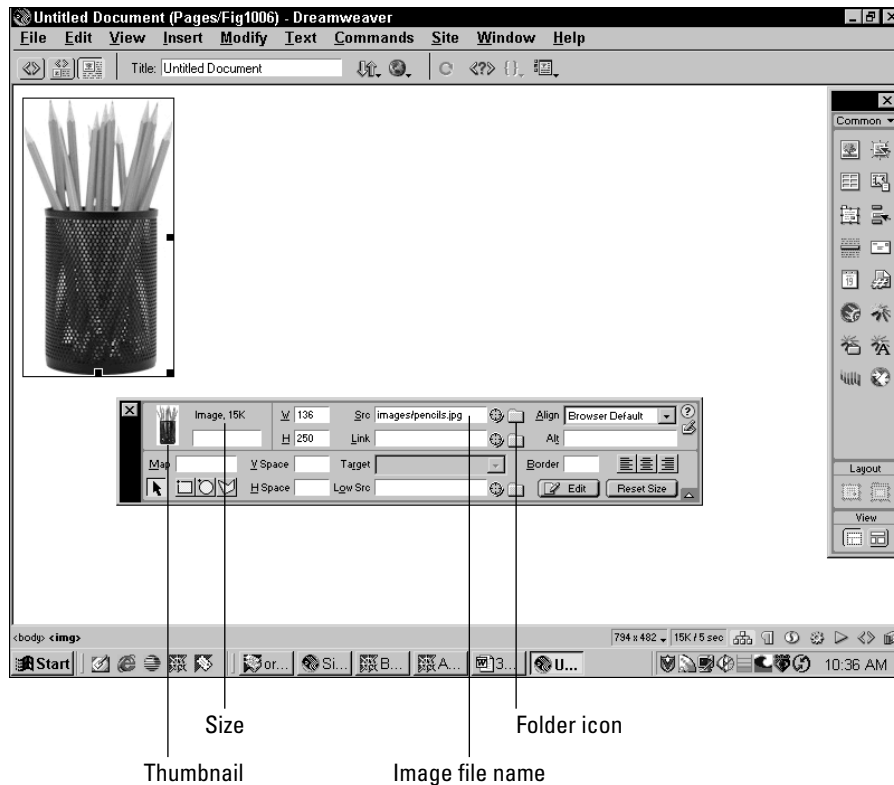 Untitled Document (Pages/Fig1006) - Dreamweaver
File Edit View Insert Modify Text Commands Site Window Help
Title: Untitled Document
Common
Image, 15K W 136 Src images/pencils.jpg Align Browser Default
H 250 Link Alt
Map V Space Target Border
H Space Low Src Edit Reset Size
Layout
View
<body> <img> 794 x 482 15K / 5 sec
Start or... Si... B... A... 3... U... 10:36 AM
Size Folder icon
Thumbnail Image file name